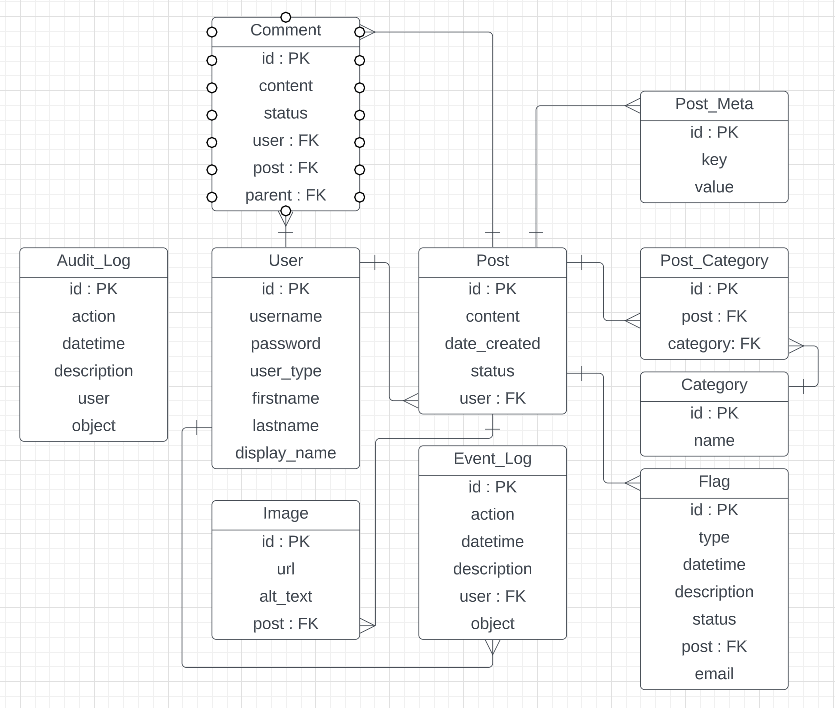 Comment
id : PK
content
status
user : FK
post : FK
parent : FK
Post_Meta
id : PK
key
value
Audit_Log
id : PK
action
datetime
description
user
object
User
id : PK
username
password
user_type
firstname
lastname
display_name
Post
id : PK
content
date_created
status
user : FK
Post_Category
id : PK
post : FK
category: FK
Category
id : PK
name
Image
id : PK
url
alt_text
post : FK
Event_Log
id : PK
action
datetime
description
user : FK
object
Flag
id : PK
type
datetime
description
status
post : FK
email